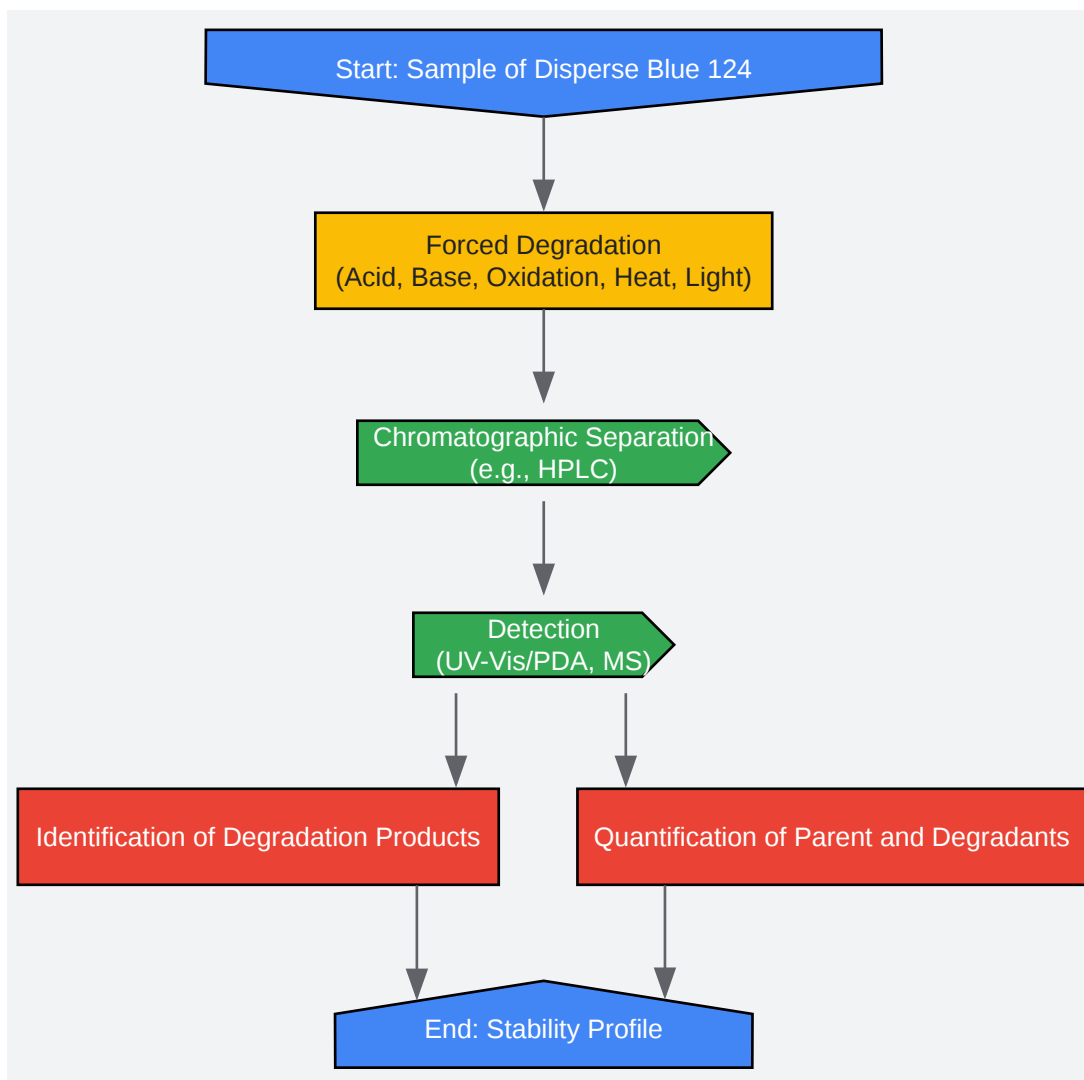 Start: Sample of Disperse Blue 124
Forced Degradation
(Acid, Base, Oxidation, Heat, Light)
Chromatographic Separation
(e.g., HPLC)
Detection
(UV-Vis/PDA, MS)
Identification of Degradation Products
Quantification of Parent and Degradants
End: Stability Profile